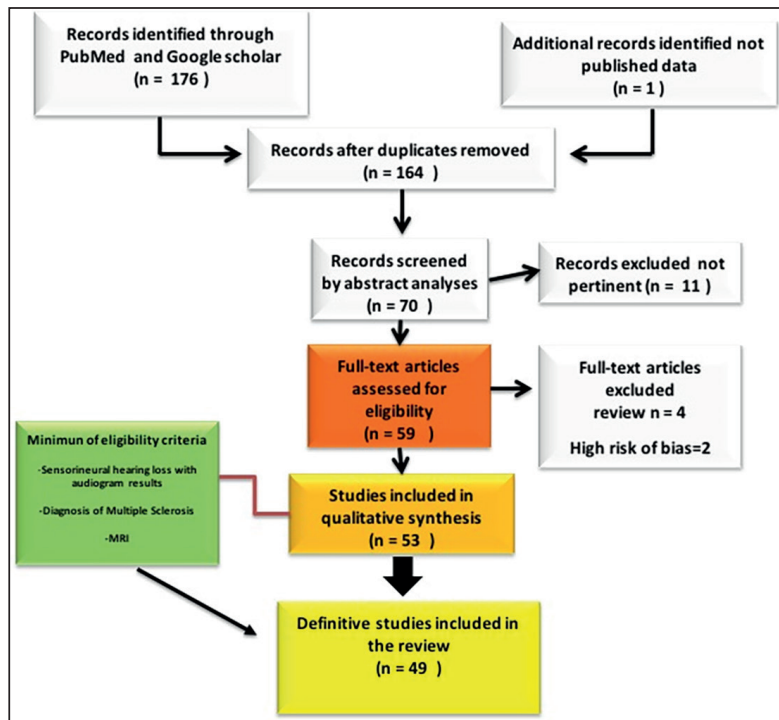 Records identified through
PubMed and Google scholar
(n = 176)
Additional records identified not
published data
(n = 1 )
Records after duplicates removed
(n = 164 )
Records screened
by abstract analyses
(n = 70 )
Records excluded not
pertinent (n = 11 )
Full-text articles
assessed for
eligibility
(n = 59 )
Full-text articles
excluded
review n = 4
High risk of bias=2
Minimun of eligibility criteria
-Sensorineural hearing loss with
audiogram results
-Diagnosis of Multiple Sclerosis
-MRI
Studies included in
qualitative synthesis
(n = 53 )
Definitive studies included in
the review
(n = 49 )